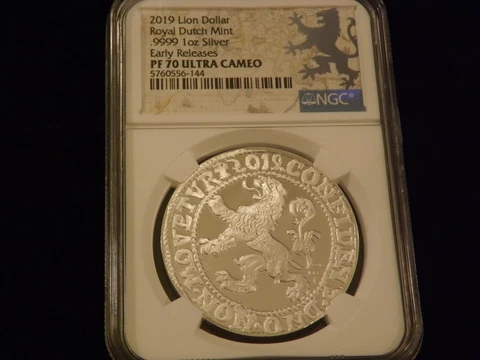 2019 Lion Dollar
Royal Dutch Mint
.9999 1oz Silver
Early Releases
PF 70 ULTRA CAMEO
5760556-144
NGC
2019 CONFIDENS · DNO · NON · MOVETVR